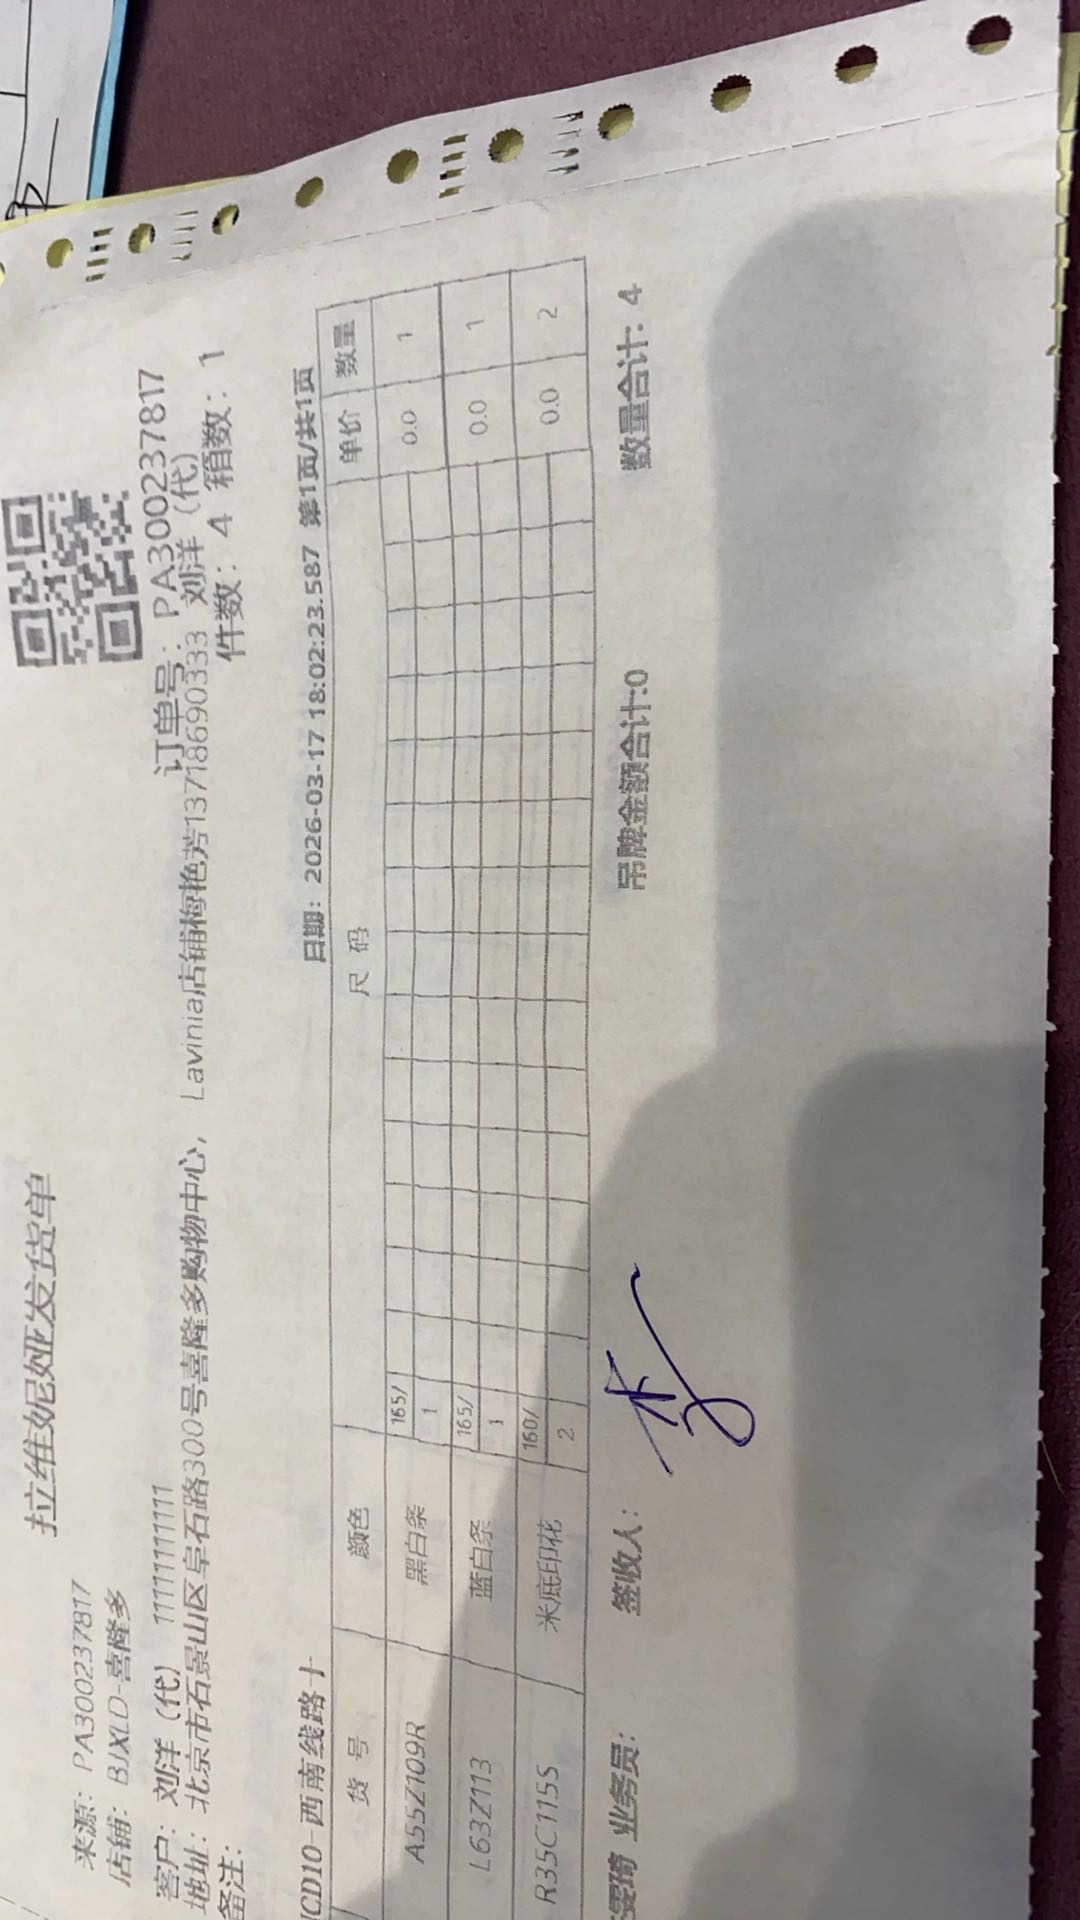 拉维妮娅发货单
来源：PA300237817
店铺：BJXLD-喜隆多
订单号：PA300237817
客户：刘洋（代） 11111111111
地址：北京市石景山区阜石路300号喜隆多购物中心， Lavinia店铺梅艳芳13718690333 刘洋（代）
备注：
件数：4 箱数：1
CD10-西南线路十 日期：2026-03-17 18:02:23.587 第1页/共1页
货号 颜色 尺码 单价 数量
A55Z109R 黑白条 165/ 0.0 1
1
L63Z113 蓝白条 165/ 0.0 1
1
R35C115S 米底印花 160/ 0.0 2
2
雯琦 业务员： 签收人： 吊牌金额合计:0 数量合计：4